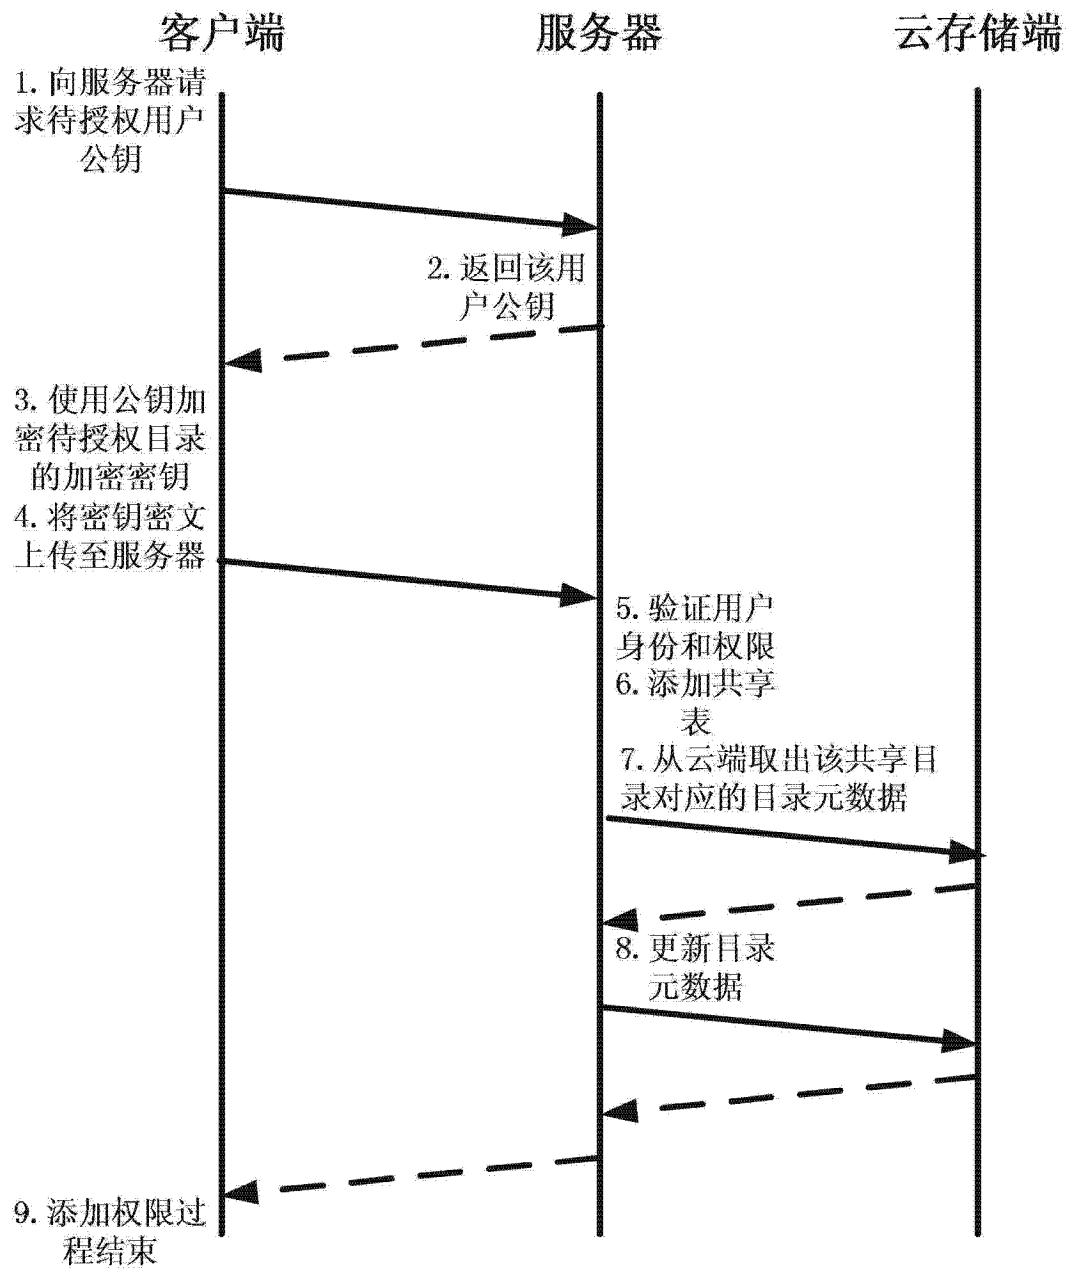 客户端
服务器
云存储端
1. 向服务器请
求待授权用户
公钥
2. 返回该用
户公钥
3. 使用公钥加
密待授权目录
的加密密钥
4. 将密钥密文
上传至服务器
5. 验证用户
身份和权限
6. 添加共享
表
7. 从云端取出该共享目
录对应的目录元数据
8. 更新目录
元数据
9. 添加权限过
程结束